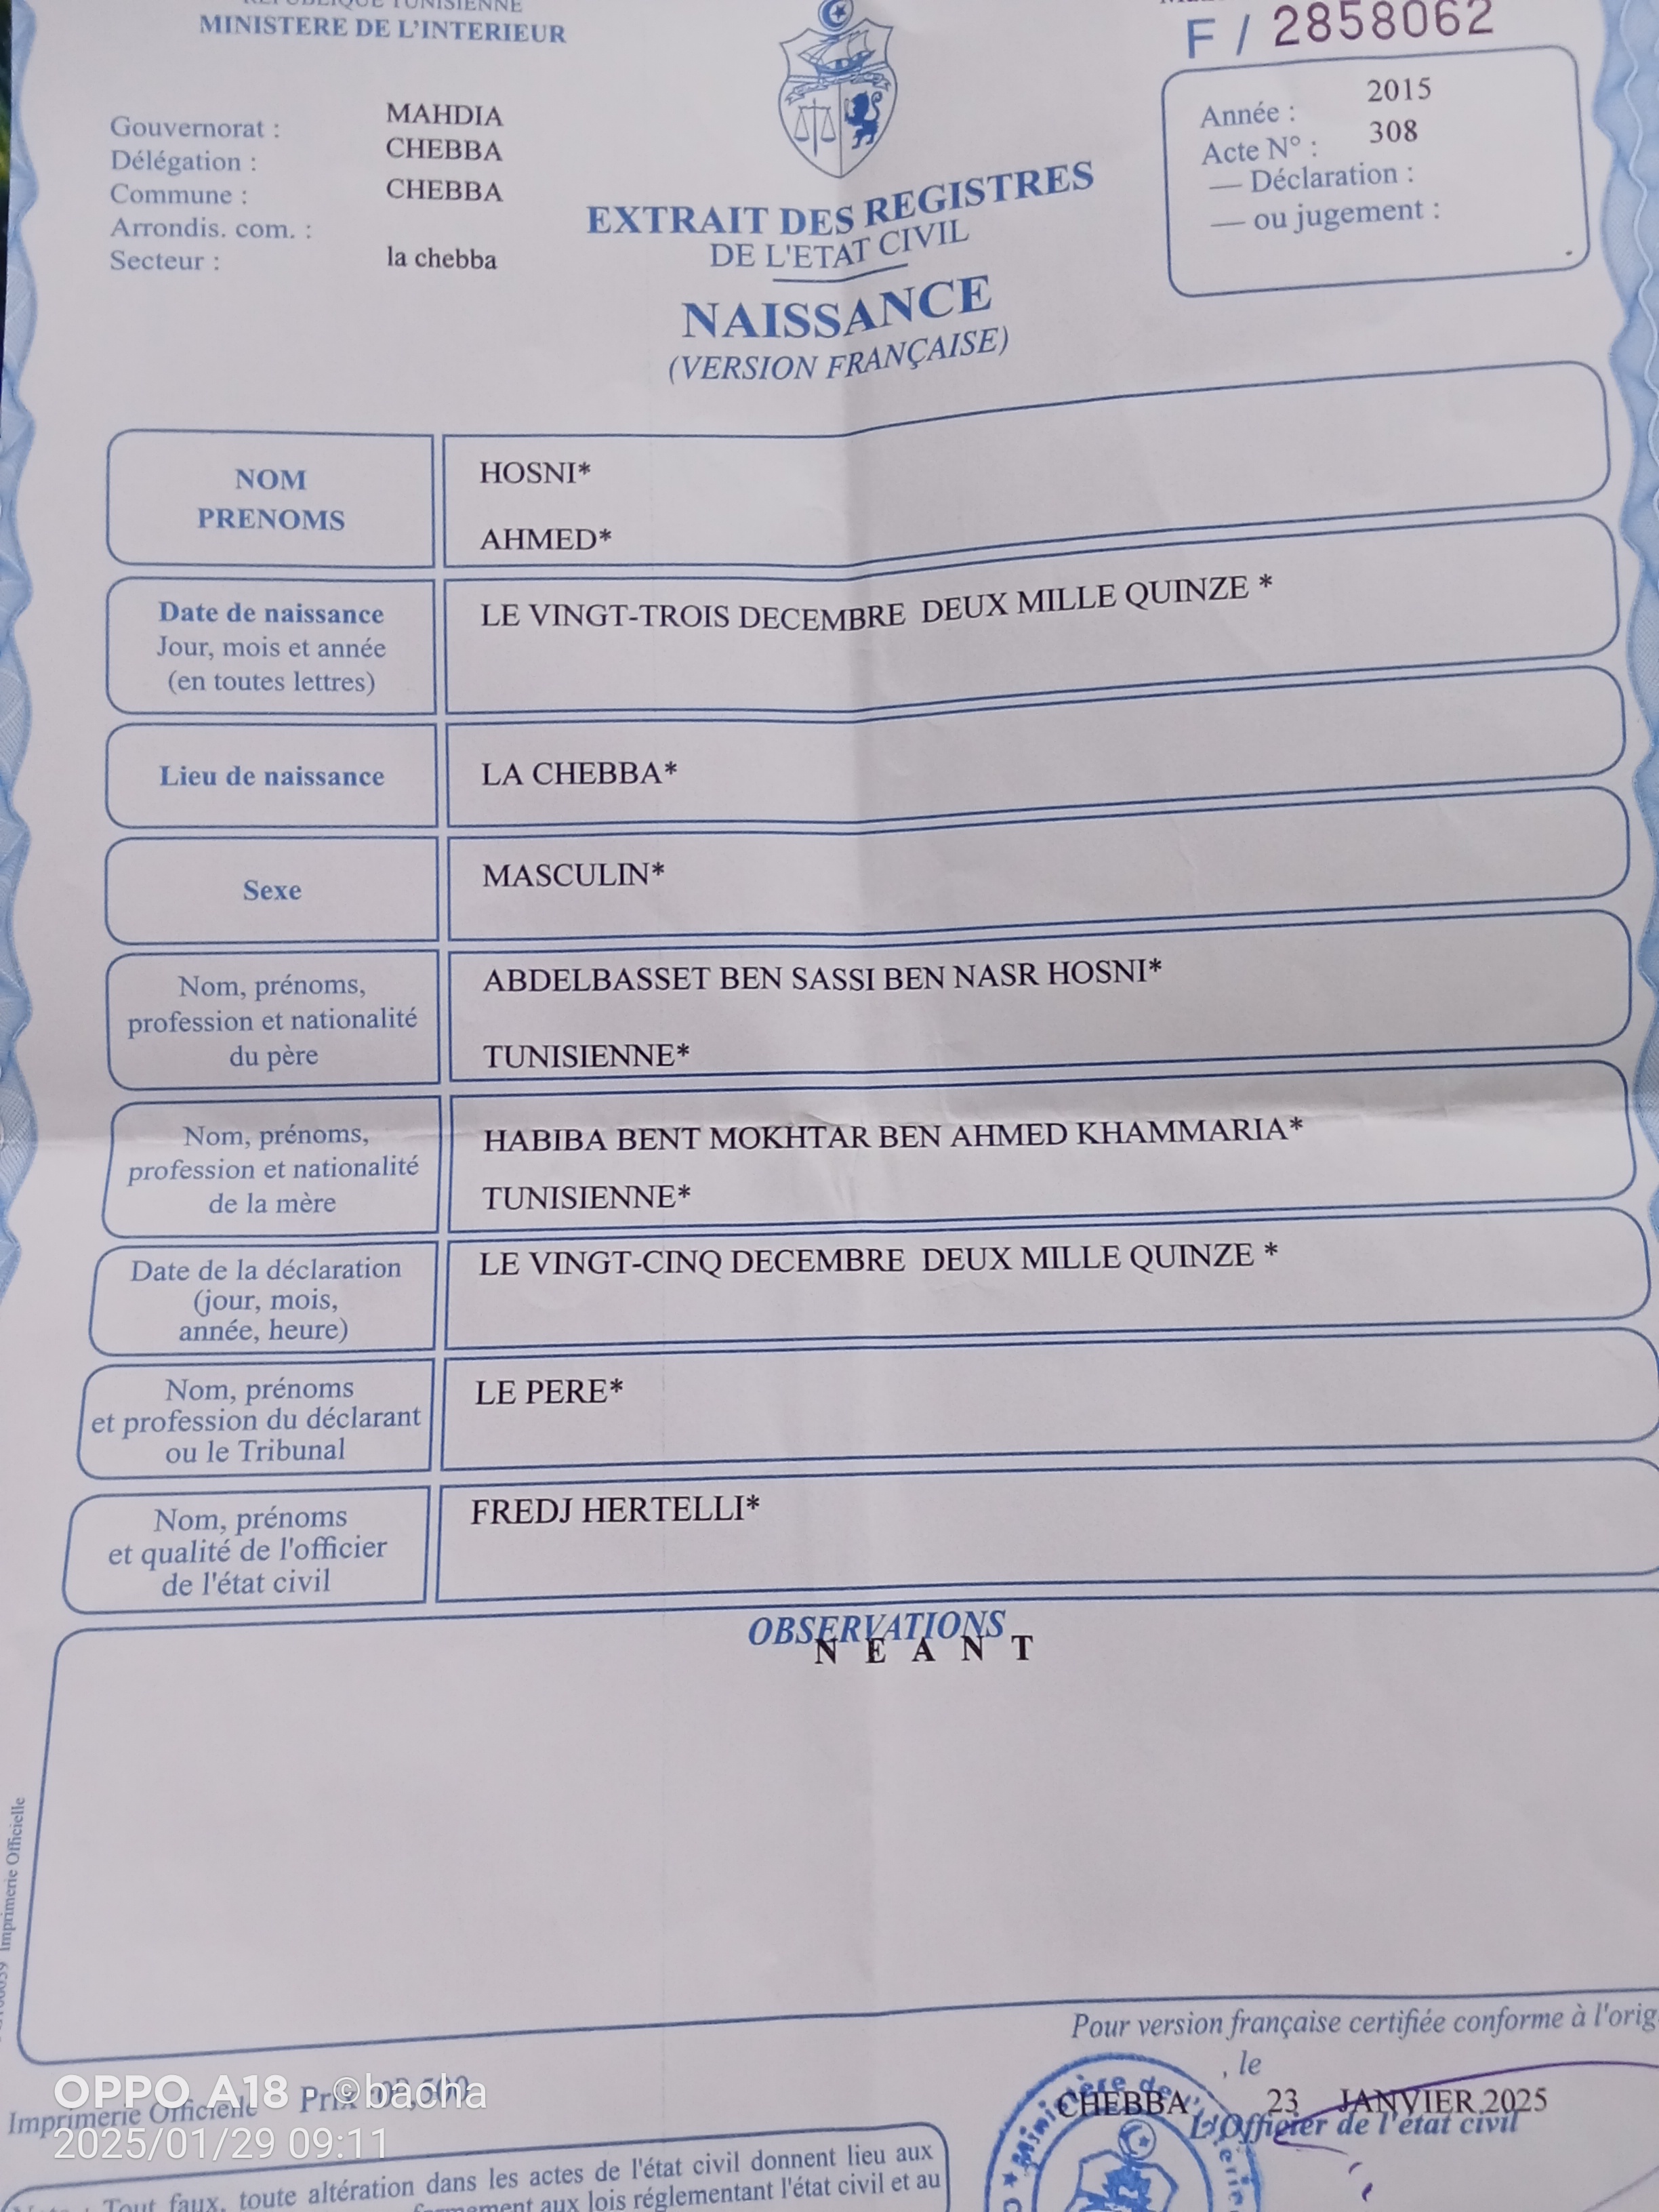 REPUBLIQUE TUNISIENNE
MINISTERE DE L'INTERIEUR
F / 2858062
Gouvernorat : MAHDIA
Délégation : CHEBBA
Commune : CHEBBA
Arrondis. com. :
Secteur : la chebba
Année : 2015
Acte N° : 308
— Déclaration :
— ou jugement :
EXTRAIT DES REGISTRES
DE L'ETAT CIVIL
NAISSANCE
(VERSION FRANÇAISE)
NOM HOSNI*
PRENOMS AHMED*
Date de naissance LE VINGT-TROIS DECEMBRE DEUX MILLE QUINZE *
Jour, mois et année
(en toutes lettres)
Lieu de naissance LA CHEBBA*
Sexe MASCULIN*
Nom, prénoms, ABDELBASSET BEN SASSI BEN NASR HOSNI*
profession et nationalité
du père TUNISIENNE*
Nom, prénoms, HABIBA BENT MOKHTAR BEN AHMED KHAMMARIA*
profession et nationalité
de la mère TUNISIENNE*
Date de la déclaration LE VINGT-CINQ DECEMBRE DEUX MILLE QUINZE *
(jour, mois,
année, heure)
Nom, prénoms LE PERE*
et profession du déclarant
ou le Tribunal
Nom, prénoms FREDJ HERTELLI*
et qualité de l'officier
de l'état civil
OBSERVATIONS
N E A N T
Imprimerie Officielle
Pour version française certifiée conforme à l'orig
, le
CHEBBA 23 JANVIER 2025
L'Officier de l'état civil
Ministère de l'Interieur
Imprimerie Officielle Prix
OPPO A18 · ©baoha
2025/01/29 09:11
Tout faux, toute altération dans les actes de l'état civil donnent lieu aux
aux lois réglementant l'état civil et au